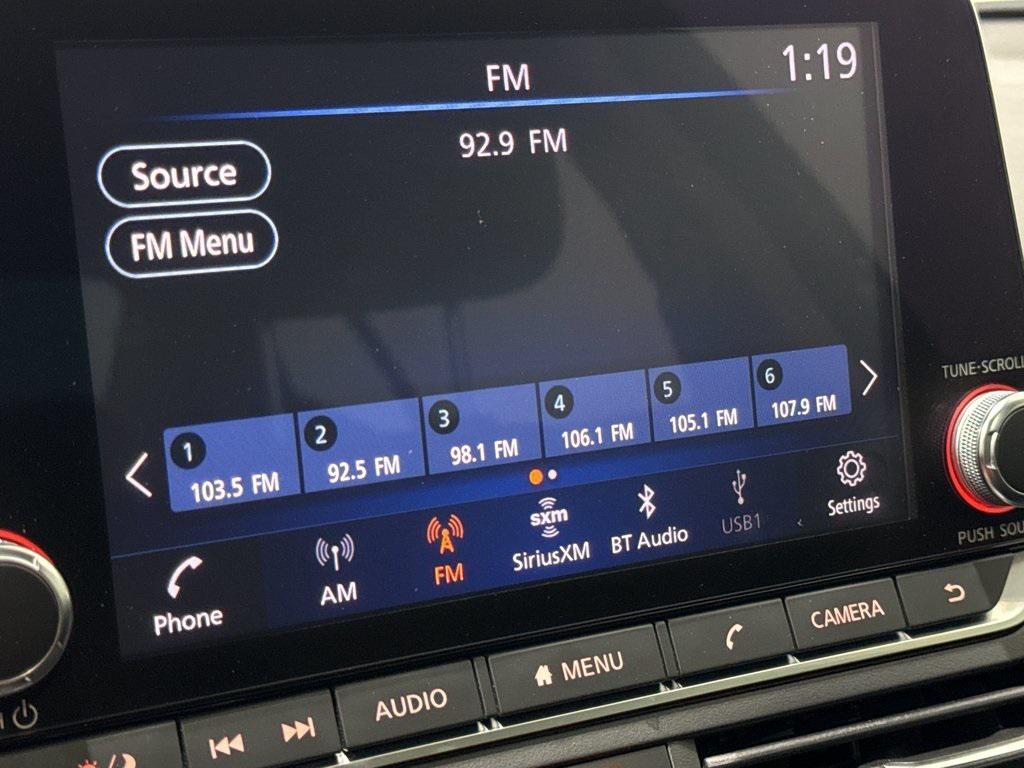 FM
1:19
92.9 FM
Source
FM Menu
1 2 3 4 5 6
103.5 FM 92.5 FM 98.1 FM 106.1 FM 105.1 FM 107.9 FM
Phone AM FM sxm SiriusXM BT Audio USB1 Settings
TUNE·SCROLL
PUSH SOU
AUDIO MENU CAMERA